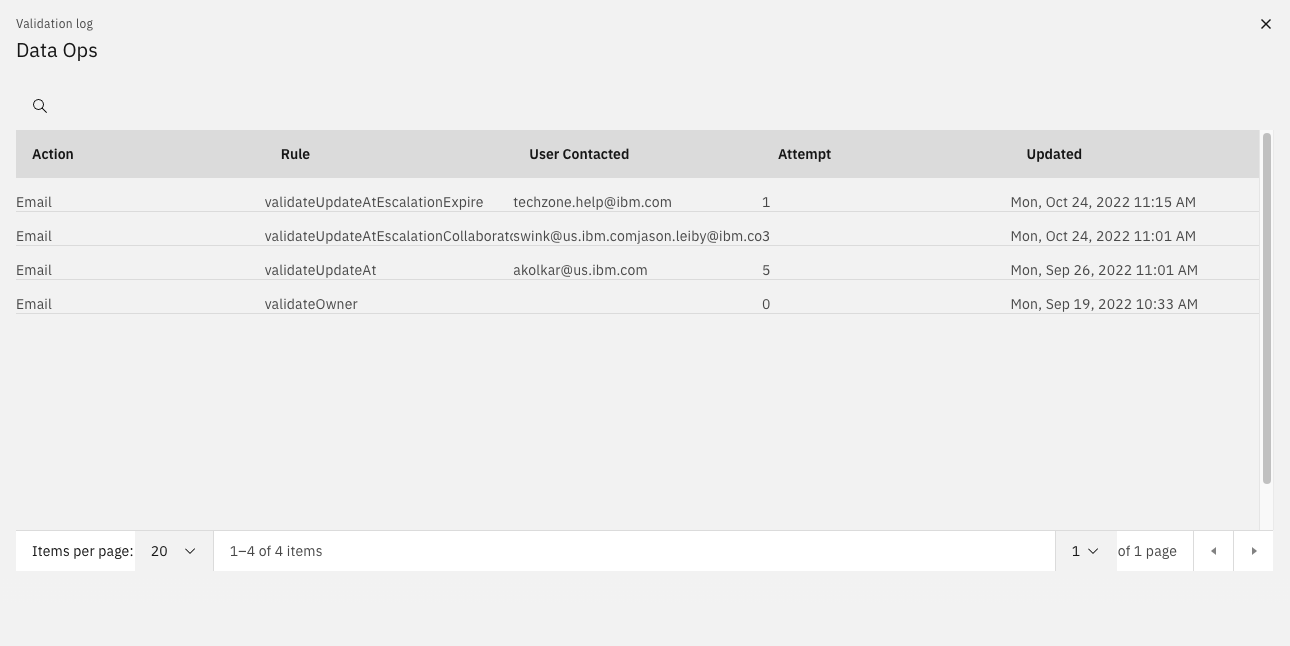 Validation log
Data Ops
Action Rule User Contacted Attempt Updated
Email validateUpdateAtEscalationExpire techzone.help@ibm.com 1 Mon, Oct 24, 2022 11:15 AM
Email validateUpdateAtEscalationCollaborat swink@us.ibm.comjason.leiby@ibm.co 3 Mon, Oct 24, 2022 11:01 AM
Email validateUpdateAt akolkar@us.ibm.com 5 Mon, Sep 26, 2022 11:01 AM
Email validateOwner 0 Mon, Sep 19, 2022 10:33 AM
Items per page: 20 1–4 of 4 items 1 of 1 page